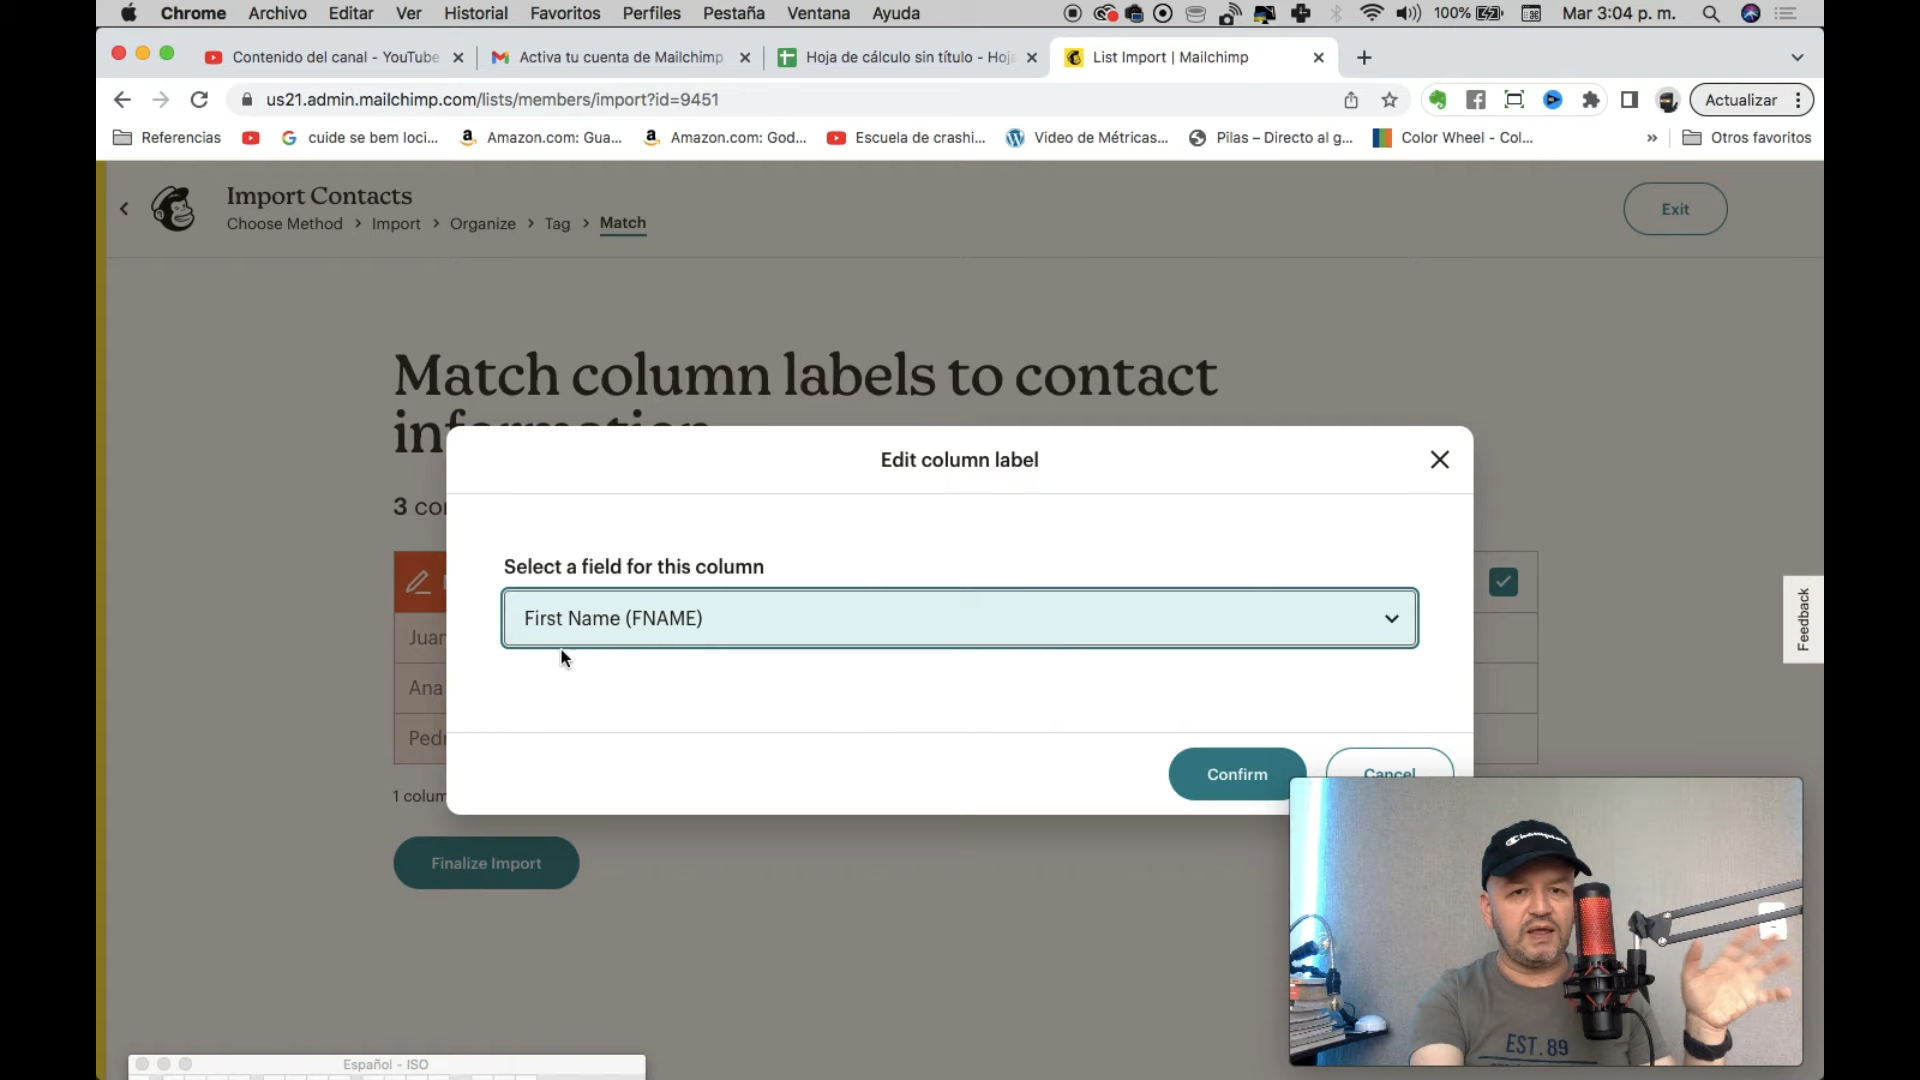 Chrome Archivo Editar Ver Historial Favoritos Perfiles Pestaña Ventana Ayuda 100% Mar 3:04 p. m.
Contenido del canal - YouTube Activa tu cuenta de Mailchimp Hoja de cálculo sin título - Hoja List Import | Mailchimp
us21.admin.mailchimp.com/lists/members/import?id=9451 Actualizar
Referencias cuide se bem loci... Amazon.com: Gua... Amazon.com: God... Escuela de crashi... Video de Métricas... Pilas – Directo al g... Color Wheel - Col... » Otros favoritos
Import Contacts
Choose Method > Import > Organize > Tag > Match
Exit
Match column labels to contact
information
Edit column label
3
Select a field for this column
First Name (FNAME)
Juan
Ana
Pedr
Feedback
Confirm Cancel
1 colum
Finalize Import
Champion
EST.89
Español - ISO